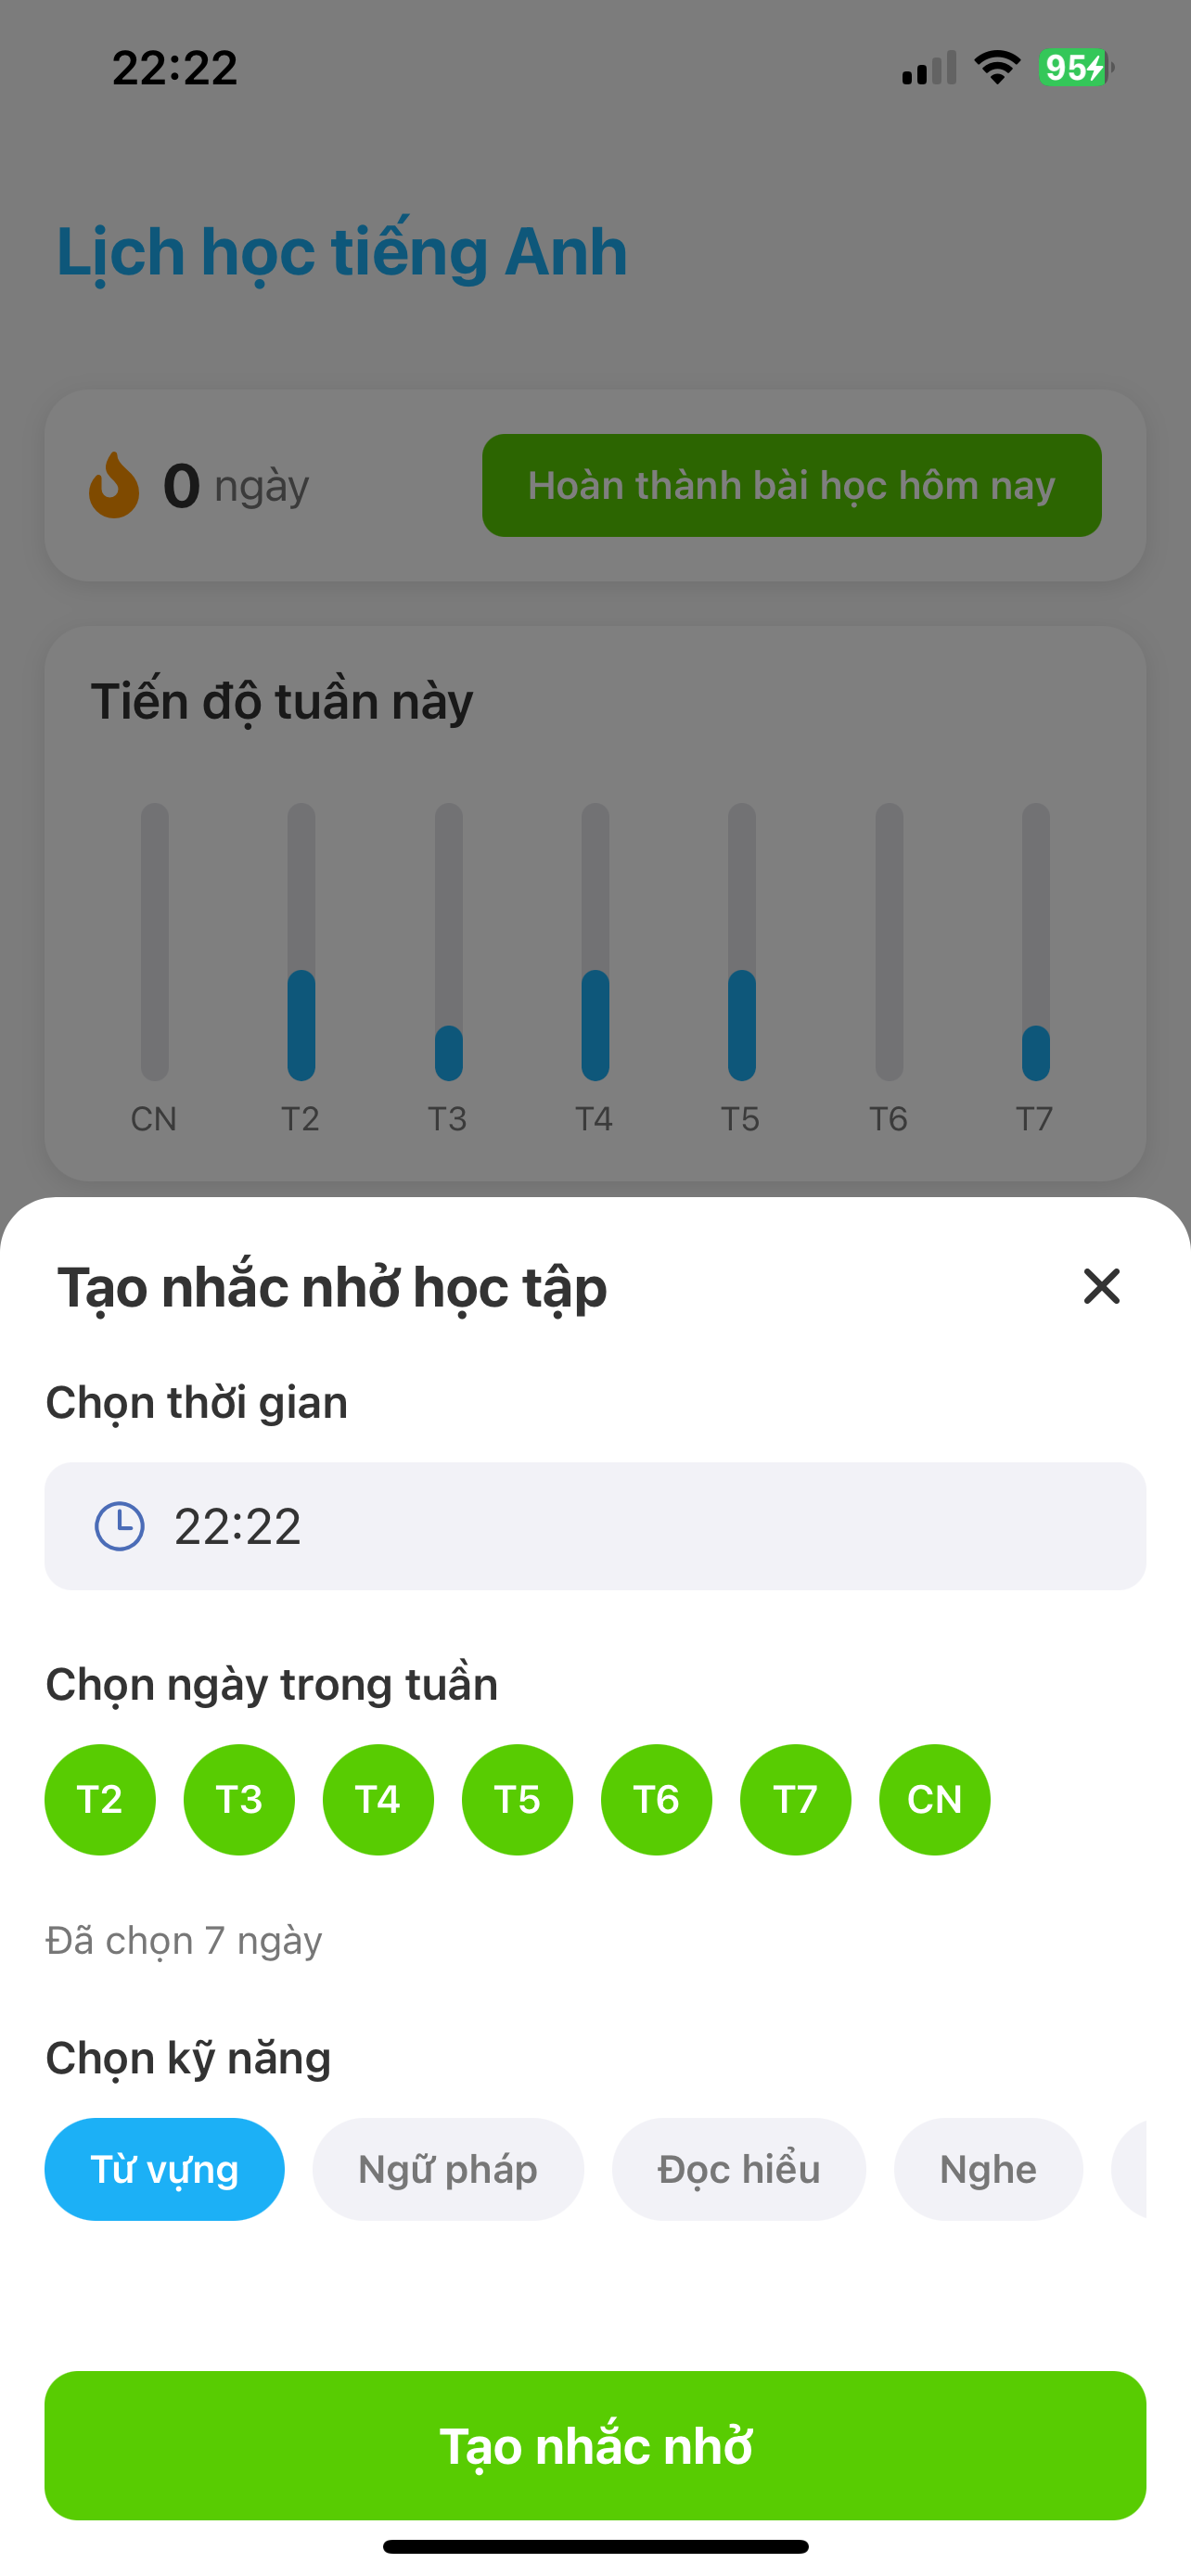 22:22
95
Lịch học tiếng Anh
0 ngày
Hoàn thành bài học hôm nay
Tiến độ tuần này
CN T2 T3 T4 T5 T6 T7
Tạo nhắc nhở học tập
Chọn thời gian
22:22
Chọn ngày trong tuần
T2 T3 T4 T5 T6 T7 CN
Đã chọn 7 ngày
Chọn kỹ năng
Từ vựng Ngữ pháp Đọc hiểu Nghe
Tạo nhắc nhở